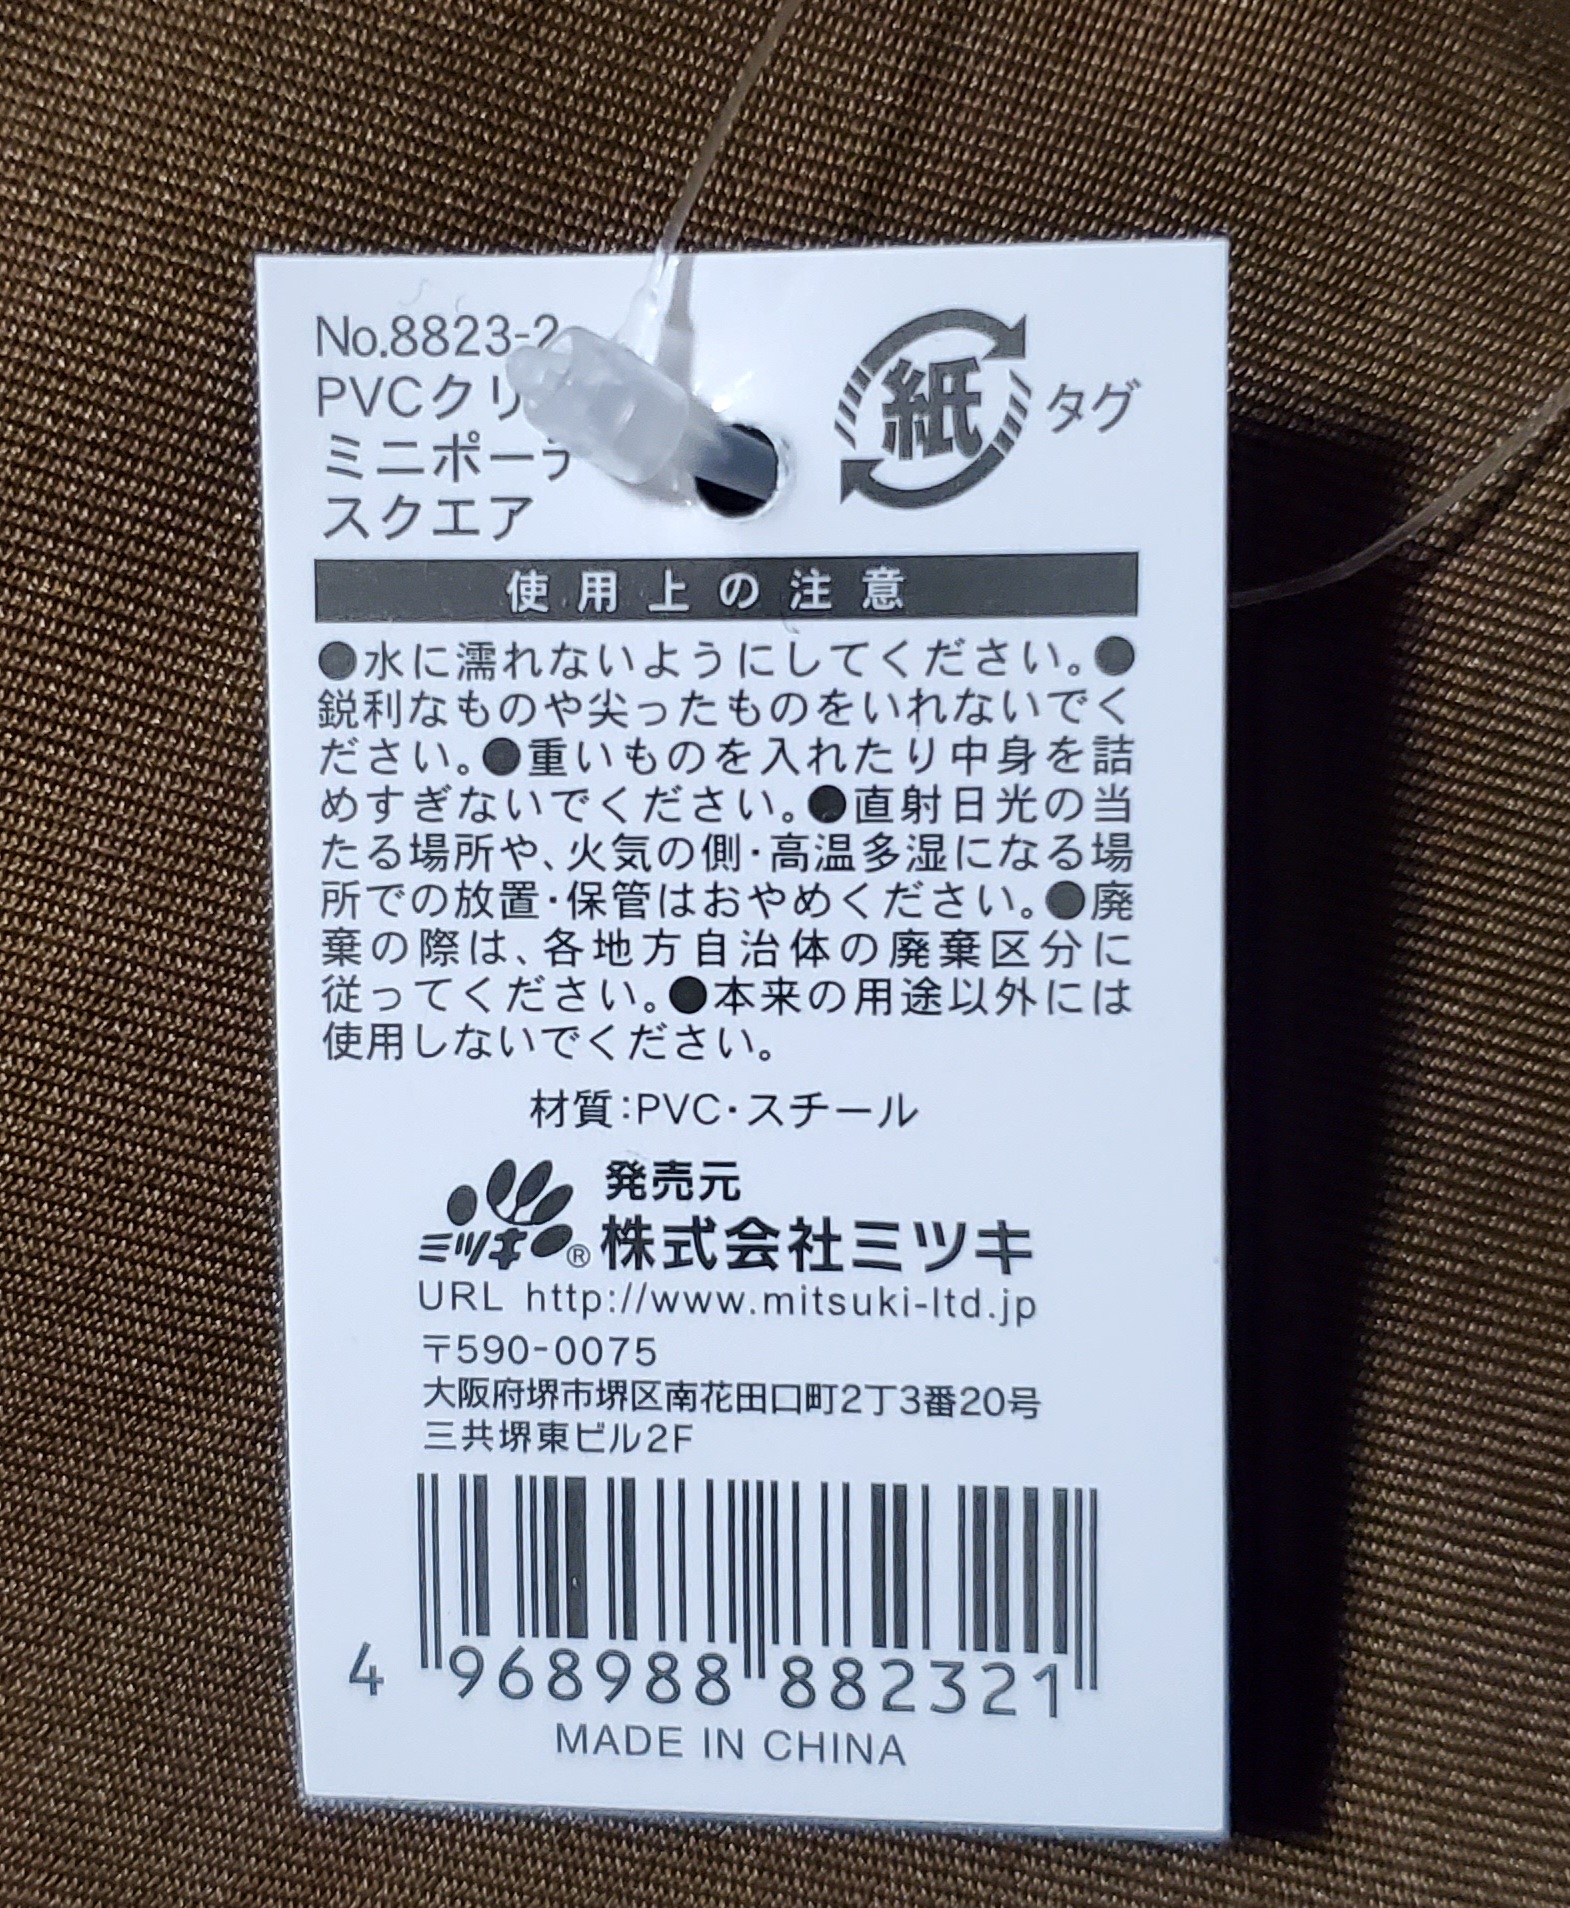 No.8823-2
PVCクリ
ミニポー
スクエア
紙 タグ
使用上の注意
●水に濡れないようにしてください。●
鋭利なものや尖ったものをいれないでく
ださい。●重いものを入れたり中身を詰
めすぎないでください。●直射日光の当
たる場所や、火気の側・高温多湿になる場
所での放置・保管はおやめください。●廃
棄の際は、各地方自治体の廃棄区分に
従ってください。●本来の用途以外には
使用しないでください。
材質:PVC・スチール
発売元
ミツキ® 株式会社ミツキ
URL http://www.mitsuki-ltd.jp
〒590-0075
大阪府堺市堺区南花田口町2丁3番20号
三共堺東ビル2F
4 968988 882321
MADE IN CHINA